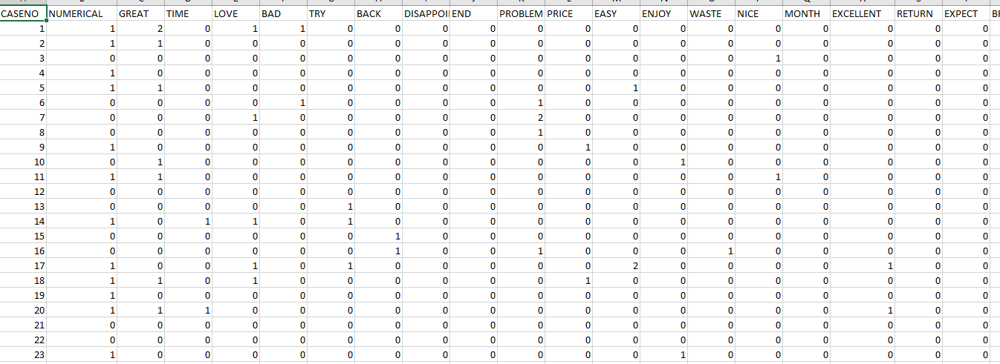 CASENO NUMERICAL GREAT TIME LOVE BAD TRY BACK DISAPPOI END PROBLEM PRICE EASY ENJOY WASTE NICE MONTH EXCELLENT RETURN EXPECT
1 1 2 0 1 1 0 0 0 0 0 0 0 0 0 0 0 0 0 0
2 1 1 0 0 0 0 0 0 0 0 0 0 0 0 0 0 0 0 0
3 0 0 0 0 0 0 0 0 0 0 0 0 0 0 1 0 0 0 0
4 1 0 0 0 0 0 0 0 0 0 0 0 0 0 0 0 0 0 0
5 1 1 0 0 0 0 0 0 0 0 0 1 0 0 0 0 0 0 0
6 0 0 0 0 1 0 0 0 0 1 0 0 0 0 0 0 0 0 0
7 0 0 0 1 0 0 0 0 0 2 0 0 0 0 0 0 0 0 0
8 0 0 0 0 0 0 0 0 0 1 0 0 0 0 0 0 0 0 0
9 1 0 0 0 0 0 0 0 0 0 1 0 0 0 0 0 0 0 0
10 0 1 0 0 0 0 0 0 0 0 0 0 1 0 0 0 0 0 0
11 1 1 0 0 0 0 0 0 0 0 0 0 0 0 1 0 0 0 0
12 0 0 0 0 0 0 0 0 0 0 0 0 0 0 0 0 0 0 0
13 0 0 0 0 0 1 0 0 0 0 0 0 0 0 0 0 0 0 0
14 1 0 1 1 0 1 0 0 0 0 0 0 0 0 0 0 0 0 0
15 0 0 0 0 0 0 1 0 0 0 0 0 0 0 0 0 0 0 0
16 0 0 0 0 0 0 1 0 0 1 0 0 0 1 0 0 0 0 0
17 1 0 0 1 0 1 0 0 0 0 0 2 0 0 0 0 1 0 0
18 1 1 0 1 0 0 0 0 0 0 1 0 0 0 0 0 0 0 0
19 1 0 0 0 0 0 0 0 0 0 0 0 0 0 0 0 0 0 0
20 1 1 1 0 0 0 0 0 0 0 0 0 0 0 0 0 1 0 0
21 0 0 0 0 0 0 0 0 0 0 0 0 0 0 0 0 0 0 0
22 0 0 0 0 0 0 0 0 0 0 0 0 0 0 0 0 0 0 0
23 1 0 0 0 0 0 0 0 0 0 0 0 1 0 0 0 0 0 0